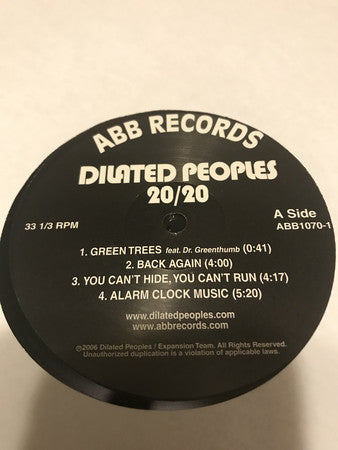 ABB RECORDS
DILATED PEOPLES
20/20
33 1/3 RPM
A Side
ABB1070-1
1. GREEN TREES feat. Dr. Greenthumb (0:41)
2. BACK AGAIN (4:00)
3. YOU CAN'T HIDE, YOU CAN'T RUN (4:17)
4. ALARM CLOCK MUSIC (5:20)
www.dilatedpeoples.com
www.abbrecords.com
©2006 Dilated Peoples / Expansion Team. All Rights Reserved.
Unauthorized duplication is a violation of applicable laws.